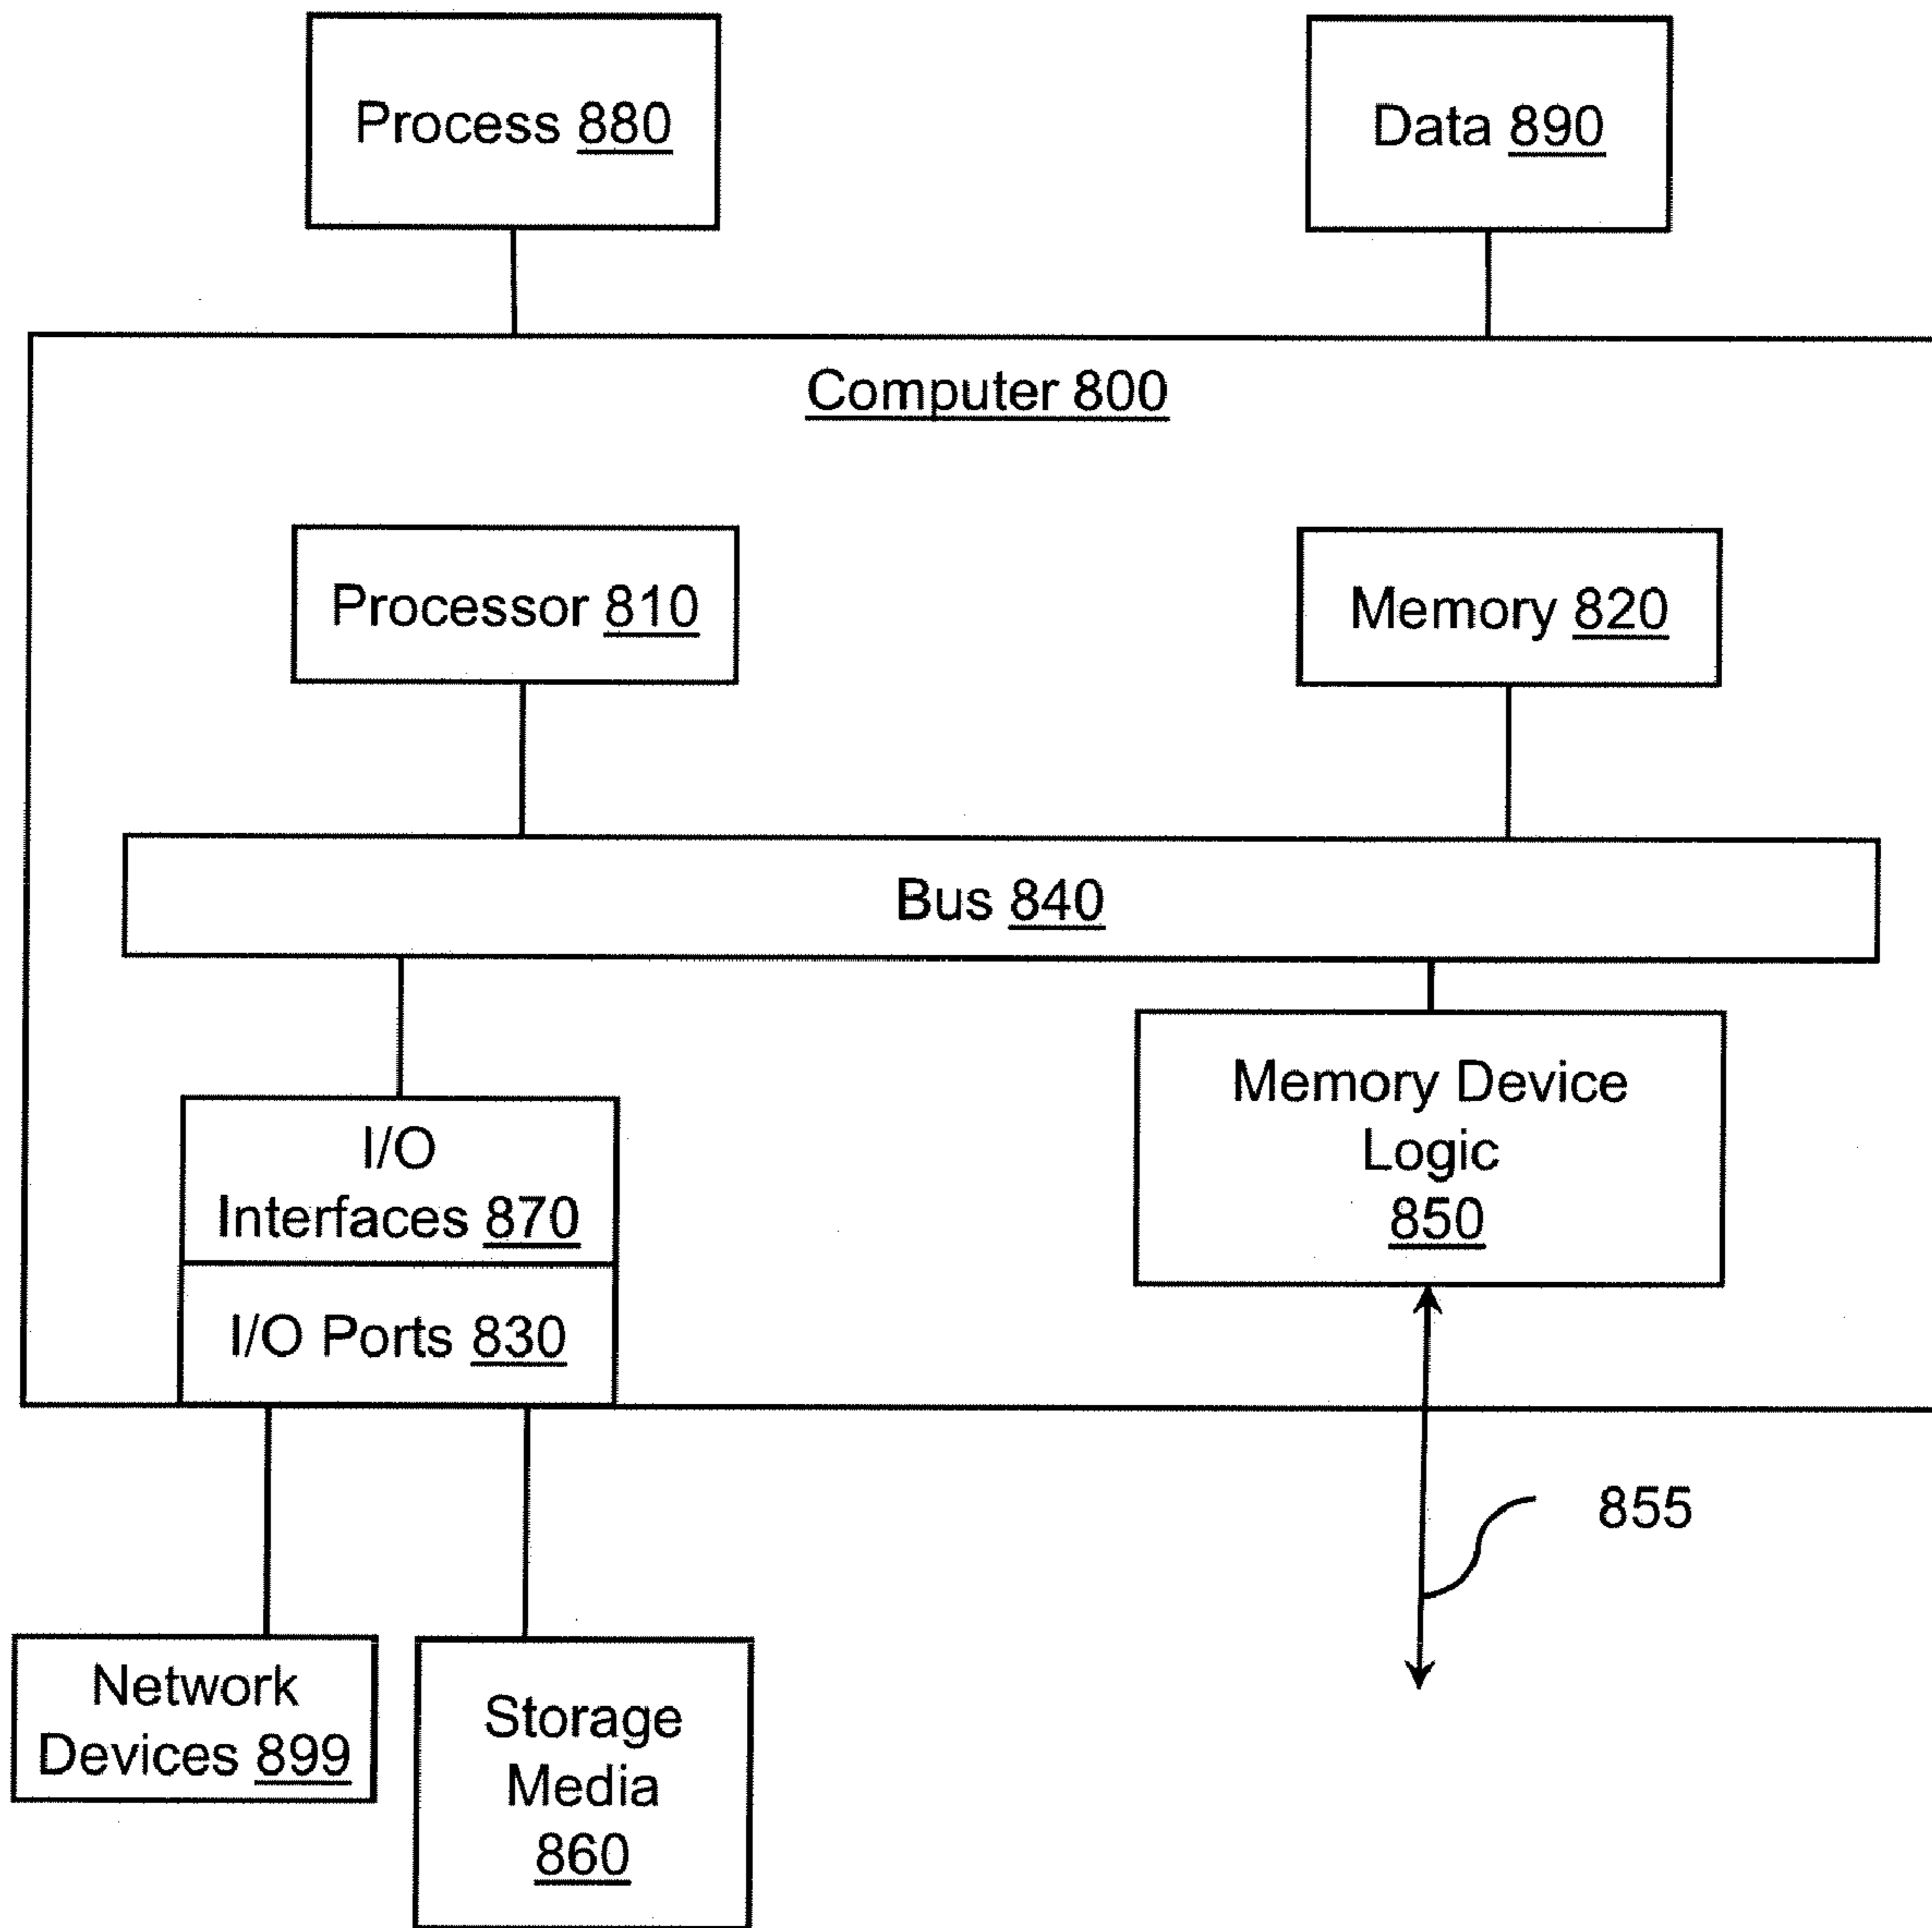 Process 880
Data 890
Computer 800
Processor 810
Memory 820
Bus 840
I/O
Interfaces 870
I/O Ports 830
Memory Device
Logic
850
855
Network
Devices 899
Storage
Media
860